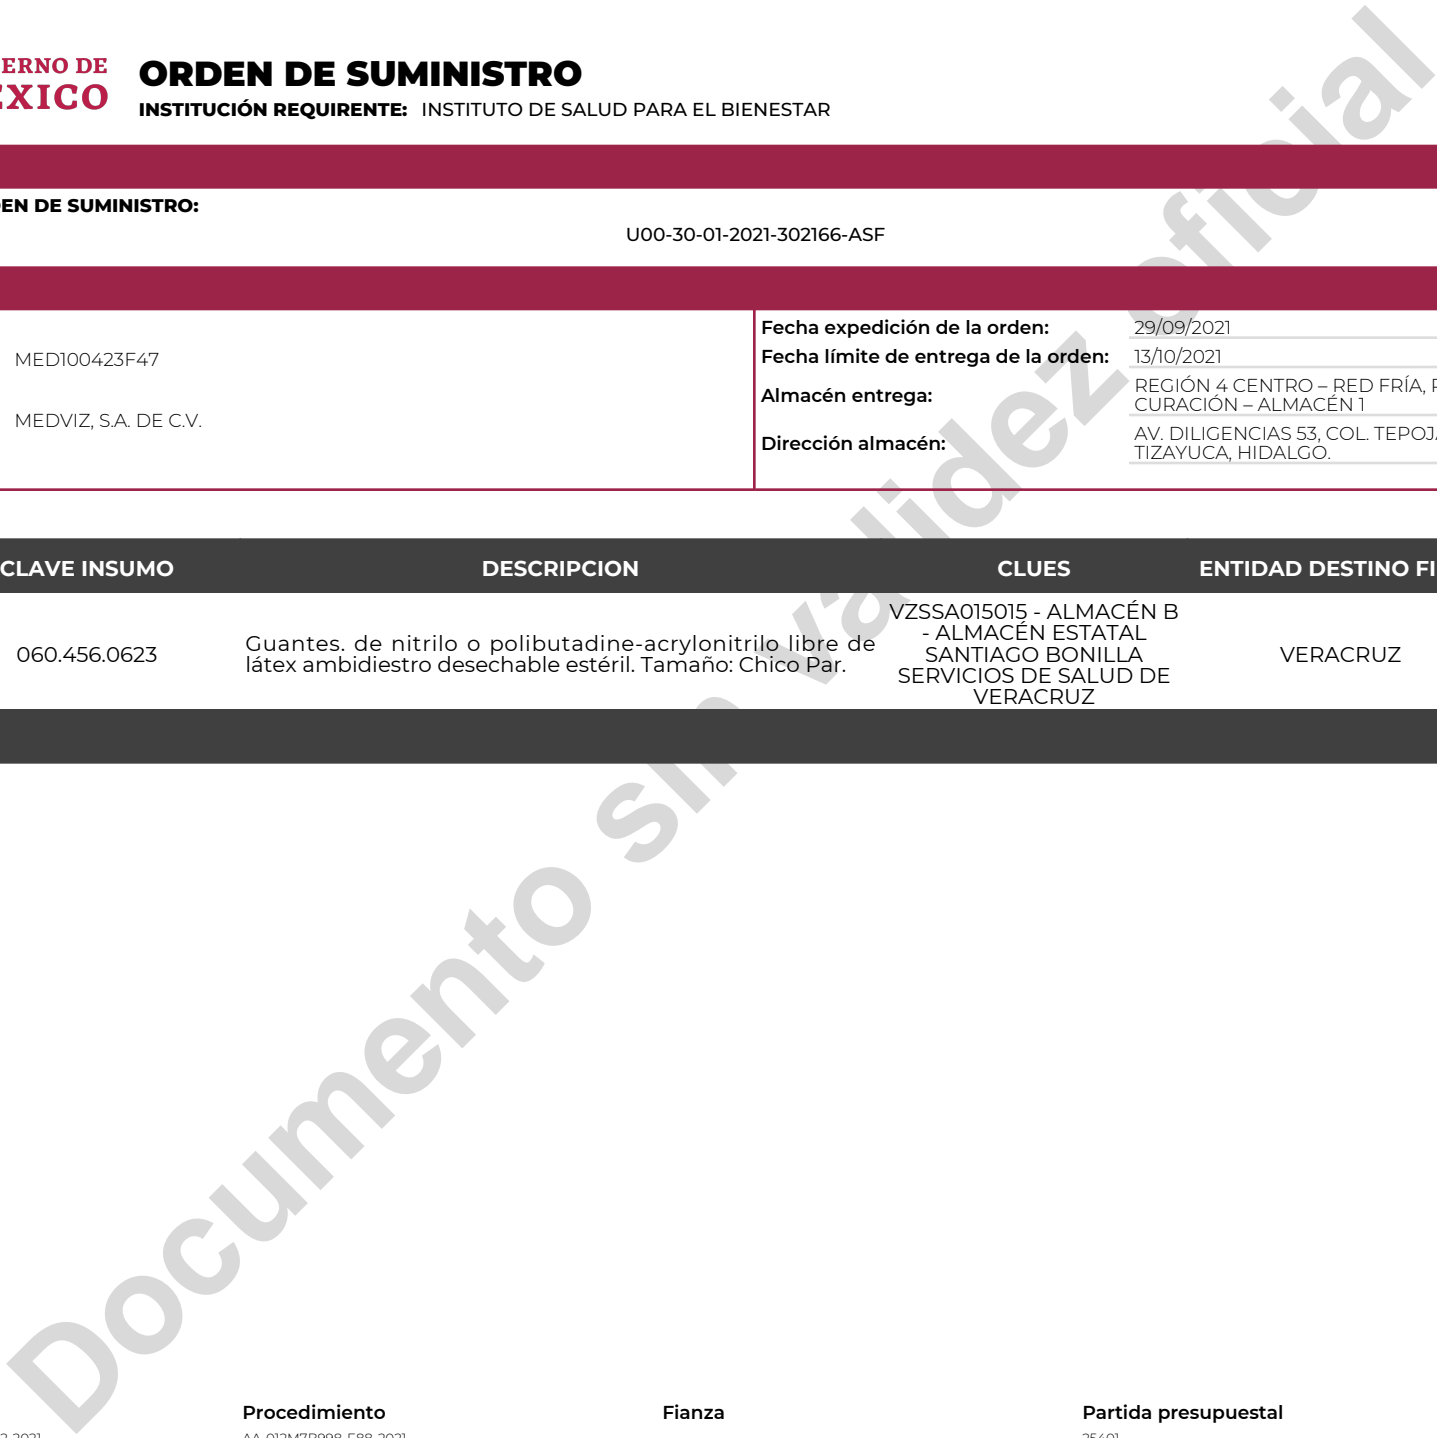 ERNO DE
EXICO
ORDEN DE SUMINISTRO
INSTITUCIÓN REQUIRENTE: INSTITUTO DE SALUD PARA EL BIENESTAR
EN DE SUMINISTRO:
U00-30-01-2021-302166-ASF
MED100423F47
MEDVIZ, S.A. DE C.V.
Fecha expedición de la orden: 29/09/2021
Fecha límite de entrega de la orden: 13/10/2021
Almacén entrega:
REGIÓN 4 CENTRO – RED FRÍA,
CURACIÓN – ALMACÉN 1
Dirección almacén:
AV. DILIGENCIAS 53, COL. TEPOJ
TIZAYUCA, HIDALGO.
CLAVE INSUMO DESCRIPCION CLUES ENTIDAD DESTINO FI
060.456.0623
Guantes. de nitrilo o polibutadine-acrylonitrilo libre de
látex ambidiestro desechable estéril. Tamaño: Chico Par.
VZSSA015015 - ALMACÉN B
- ALMACÉN ESTATAL
SANTIAGO BONILLA
SERVICIOS DE SALUD DE
VERACRUZ
VERACRUZ
Documento sin validez oficial
Procedimiento Fianza Partida presupuestal